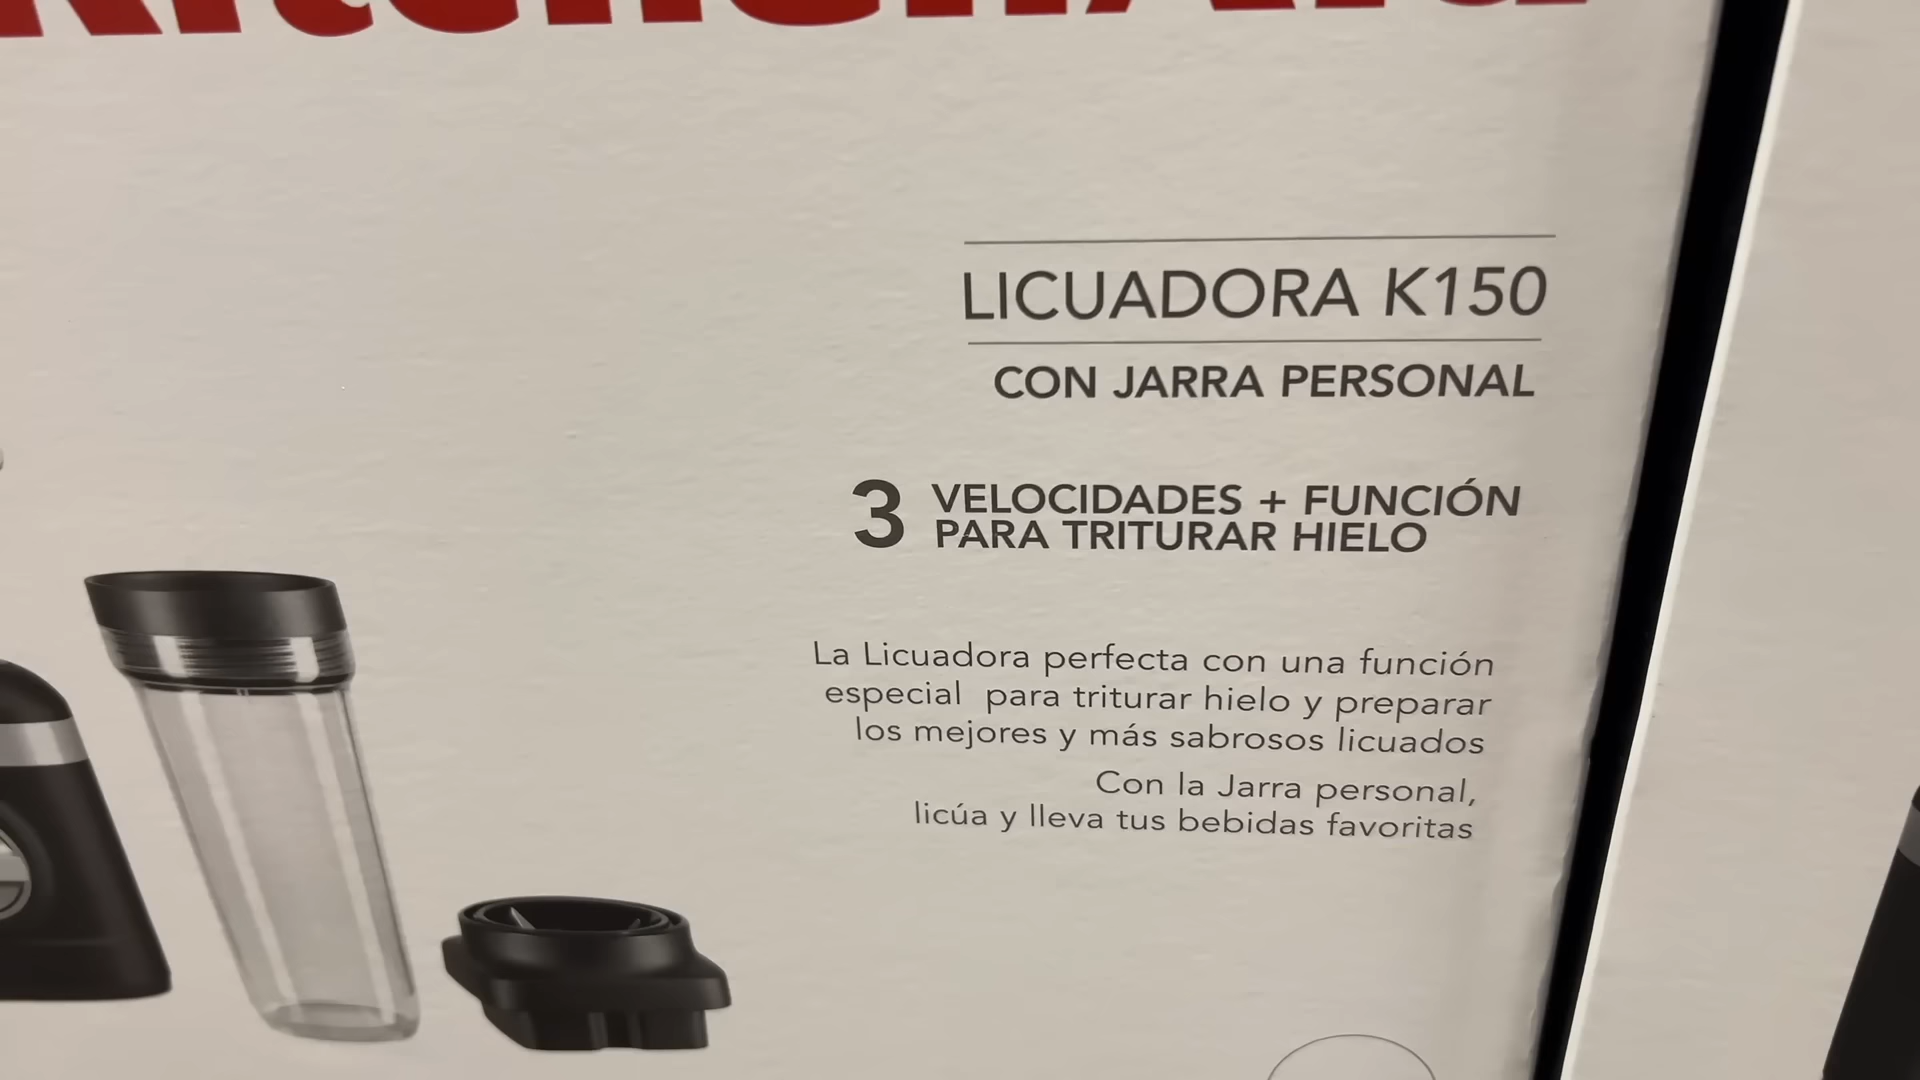 KitchenAid
LICUADORA K150
CON JARRA PERSONAL
3 VELOCIDADES + FUNCIÓN
PARA TRITURAR HIELO
La Licuadora perfecta con una función
especial para triturar hielo y preparar
los mejores y más sabrosos licuados
Con la Jarra personal,
licúa y lleva tus bebidas favoritas